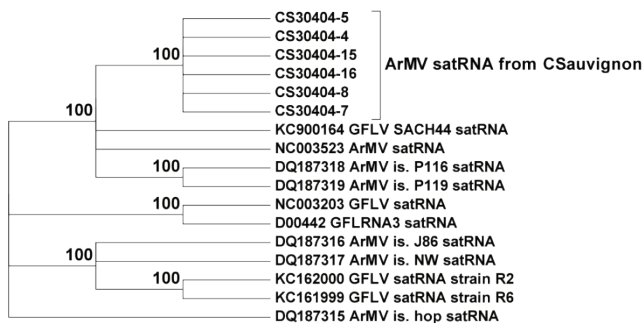 CS30404-5
CS30404-4
100
CS30404-15
CS30404-16
ArMV satRNA from CSauvignon
CS30404-8
CS30404-7
100
KC900164 GFLV SACH44 satRNA
NC003523 ArMV satRNA
100
DQ187318 ArMV is. P116 satRNA
DQ187319 ArMV is. P119 satRNA
100
NC003203 GFLV satRNA
D00442 GFLRNA3 satRNA
100
DQ187316 ArMV is. J86 satRNA
DQ187317 ArMV is. NW satRNA
100
KC162000 GFLV satRNA strain R2
KC161999 GFLV satRNA strain R6
DQ187315 ArMV is. hop satRNA